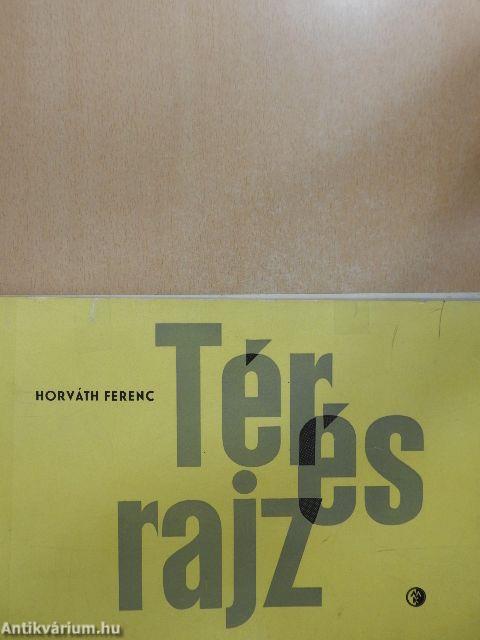 HORVÁTH FERENC
Tér
és
rajz
Antikvárium.hu